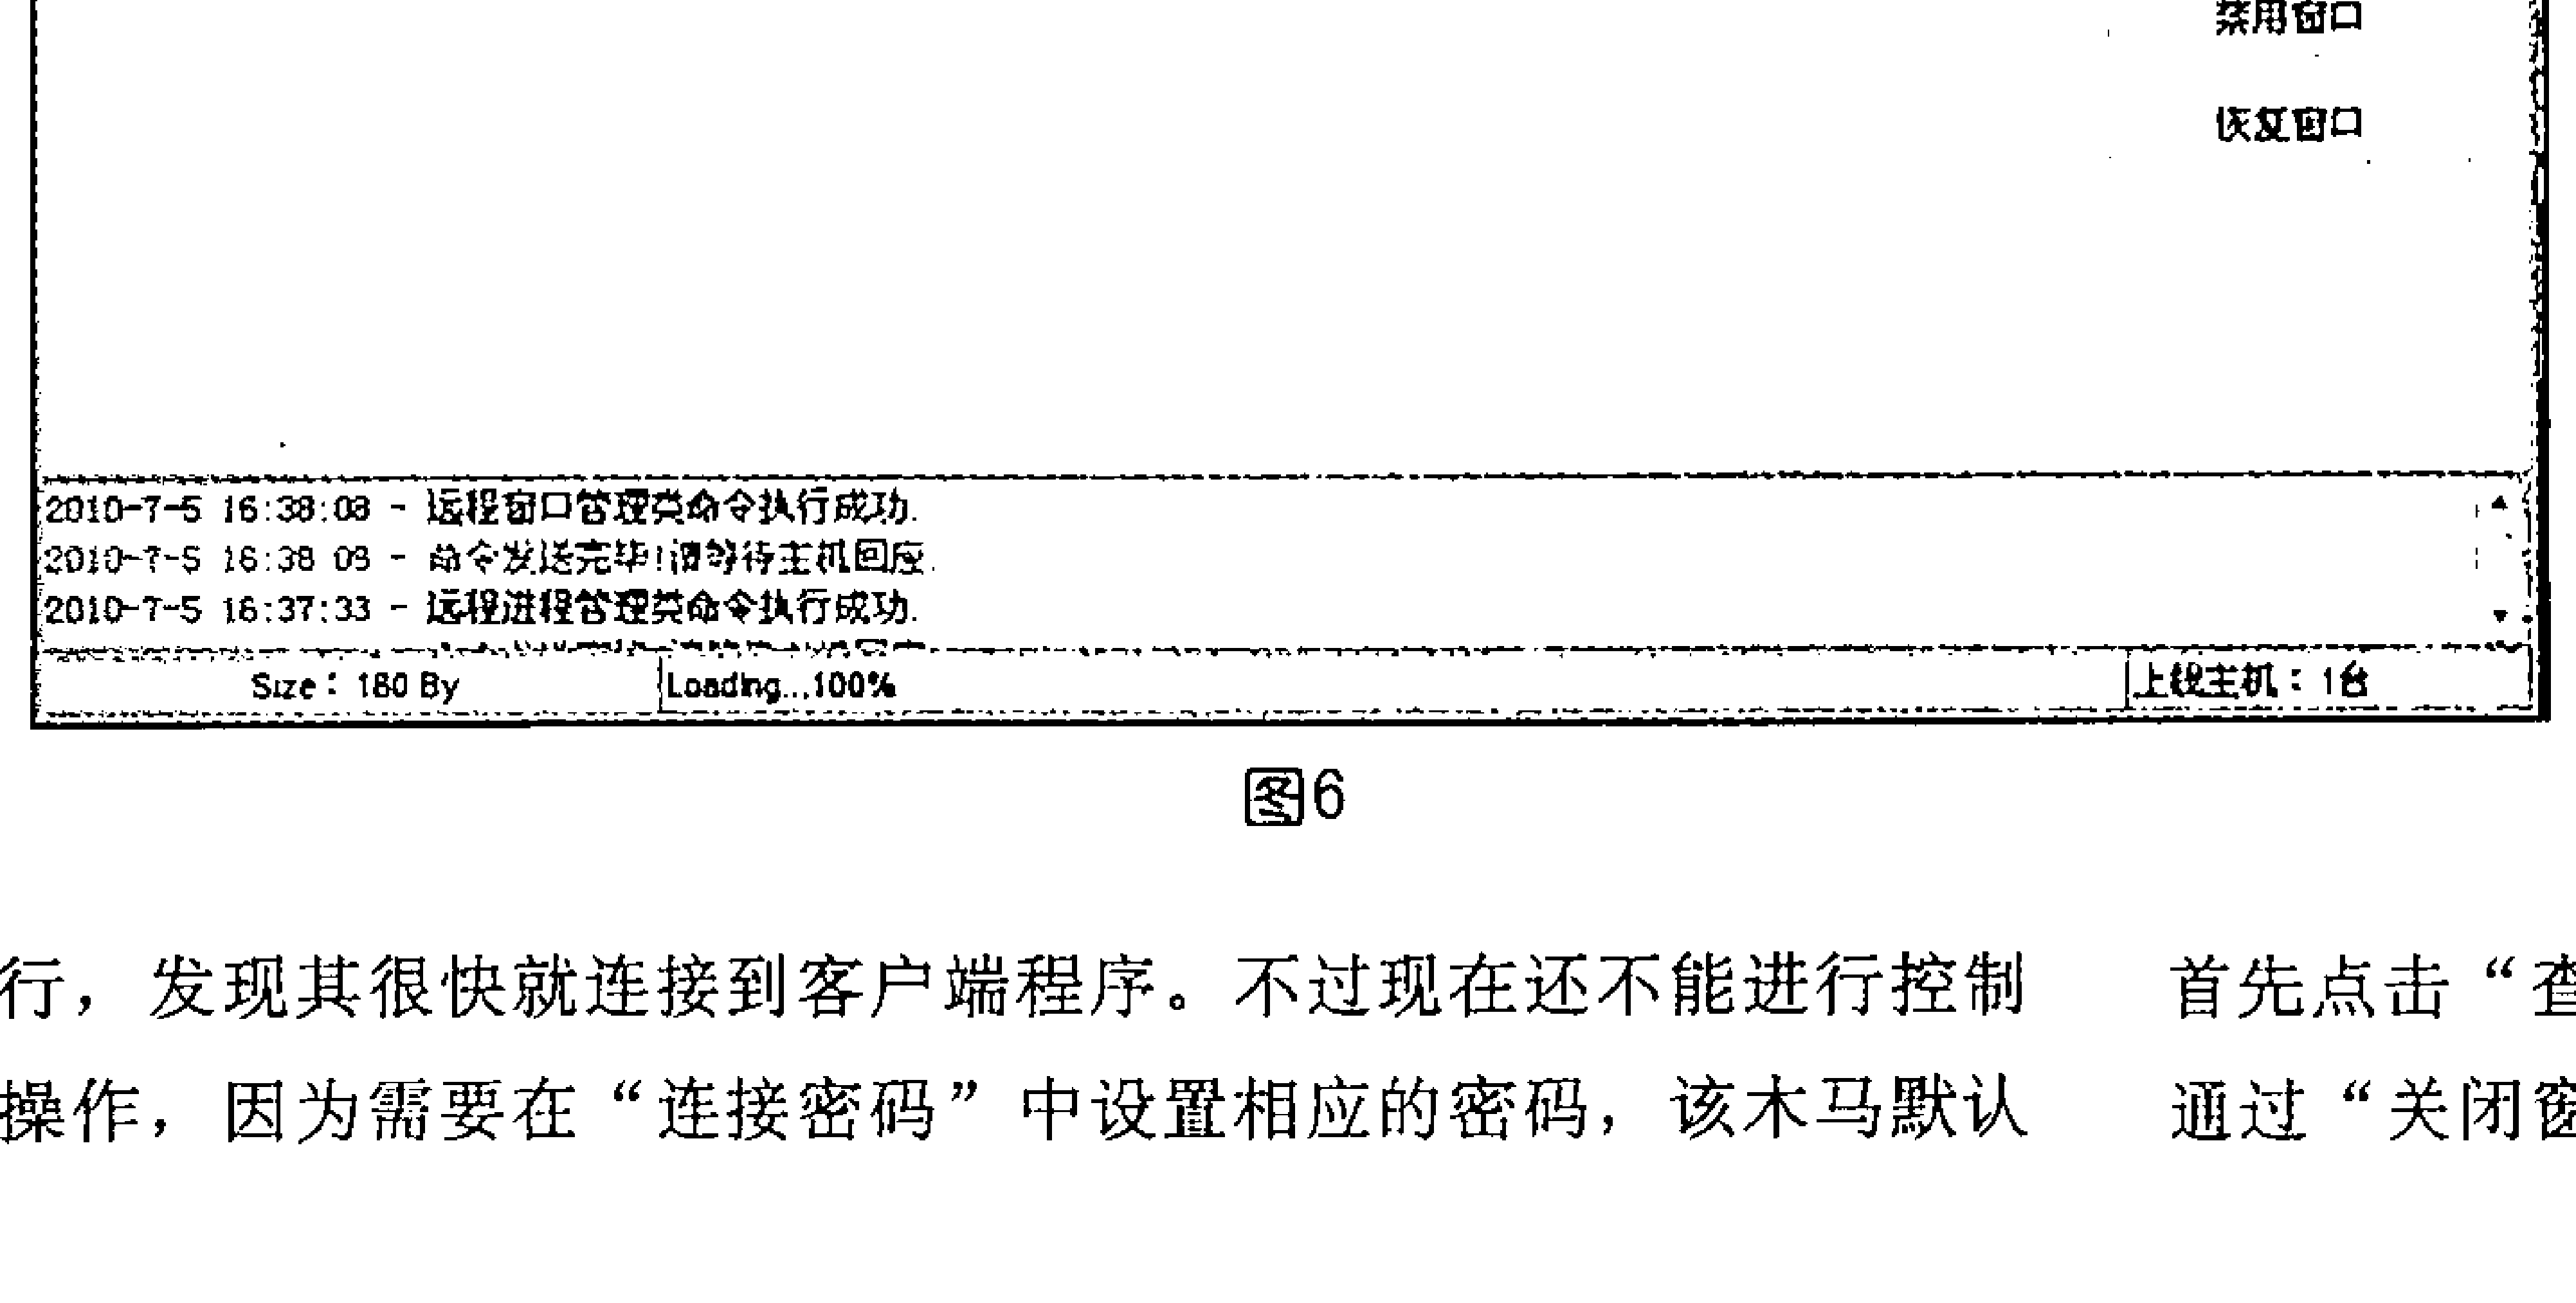 禁用窗口
恢复窗口
2010-7-5 16:38:08 - 远程窗口管理类命令执行成功.
2010-7-5 16:38:08 - 命令发送完毕!请等待主机回应.
2010-7-5 16:37:33 - 远程进程管理类命令执行成功.
Size：180 By
Loading...100%
上线主机：1台
图6
行，发现其很快就连接到客户端程序。不过现在还不能进行控制
操作，因为需要在“连接密码”中设置相应的密码，该木马默认
首先点击“查
通过“关闭窗